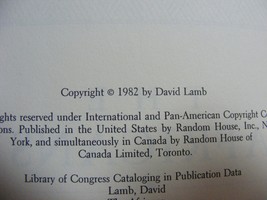 Copyright © 1982 by David Lamb
ghts reserved under International and Pan-American Copyright C
ons. Published in the United States by Random House, Inc., N
York, and simultaneously in Canada by Random House of
Canada Limited, Toronto.
Library of Congress Cataloging in Publication Data
Lamb, David